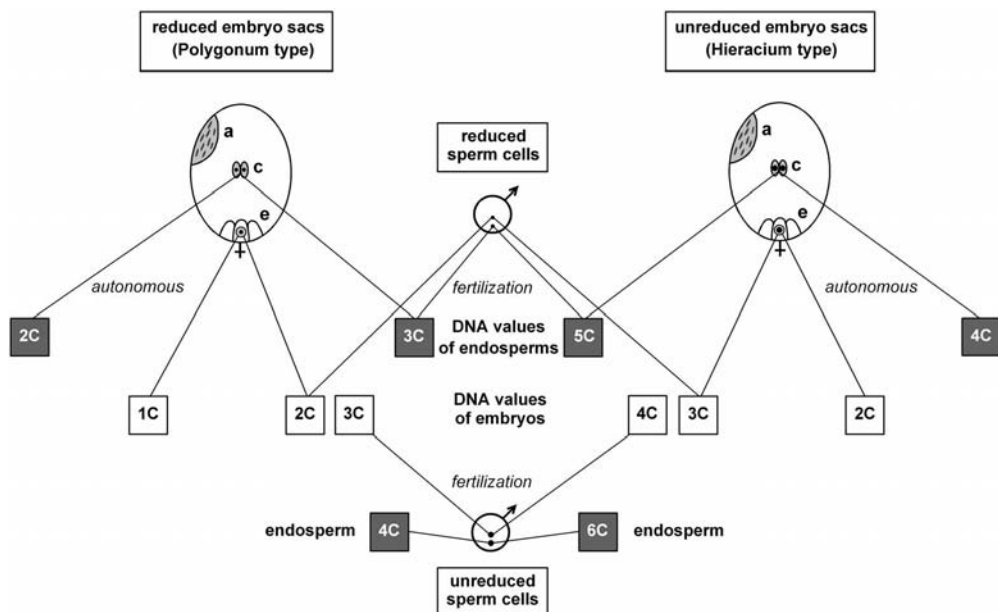 reduced embryo sacs
(Polygonum type)
unreduced embryo sacs
(Hieracium type)
a
c
e
reduced
sperm cells
a
c
e
autonomous
fertilization
autonomous
2C
3C
DNA values
of endosperms
5C
4C
1C
2C
3C
DNA values
of embryos
4C
3C
2C
fertilization
endosperm
4C
6C
endosperm
unreduced
sperm cells